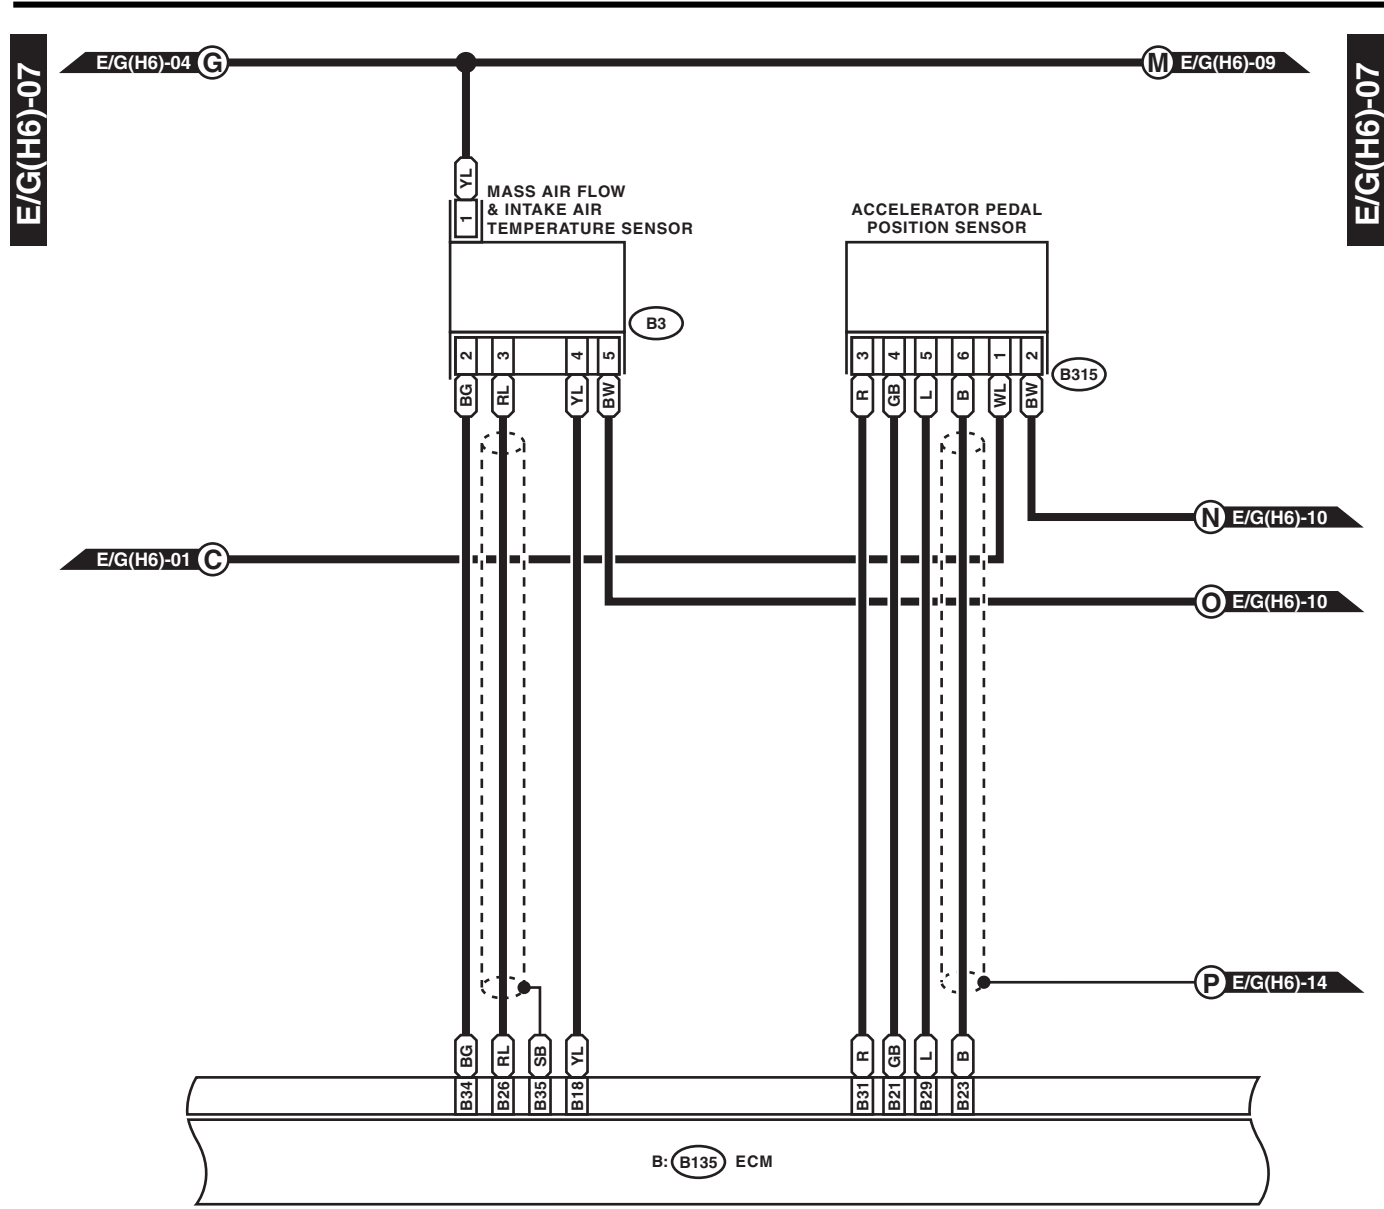 E/G(H6)-07
E/G(H6)-04 G
M E/G(H6)-09
E/G(H6)-07
YL
1
MASS AIR FLOW
& INTAKE AIR
TEMPERATURE SENSOR
ACCELERATOR PEDAL
POSITION SENSOR
B3
2 3 4 5
3 4 5 6 1 2
B315
BG RL YL BW
R GB L B WL BW
N E/G(H6)-10
E/G(H6)-01 C
O E/G(H6)-10
P E/G(H6)-14
BG RL SB YL
R GB L B
B34 B26 B35 B18
B31 B21 B29 B23
B: B135 ECM